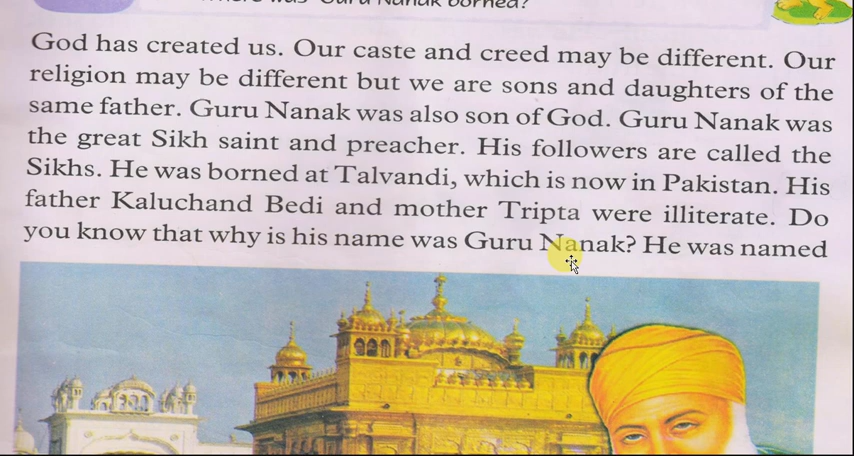 Guru Nanak borned?
God has created us. Our caste and creed may be different. Our
religion may be different but we are sons and daughters of the
same father. Guru Nanak was also son of God. Guru Nanak was
the great Sikh saint and preacher. His followers are called the
Sikhs. He was borned at Talvandi, which is now in Pakistan. His
father Kaluchand Bedi and mother Tripta were illiterate. Do
you know that why is his name was Guru Nanak? He was named